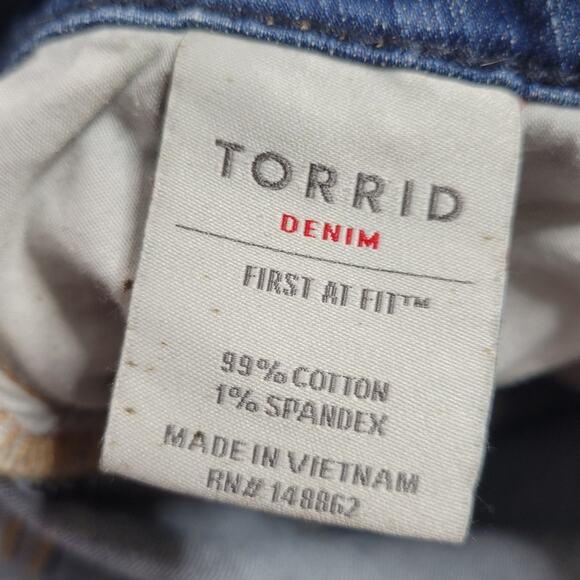 TORRID
DENIM
FIRST AT FIT™
99% COTTON
1% SPANDEX
MADE IN VIETNAM
RN# 148862